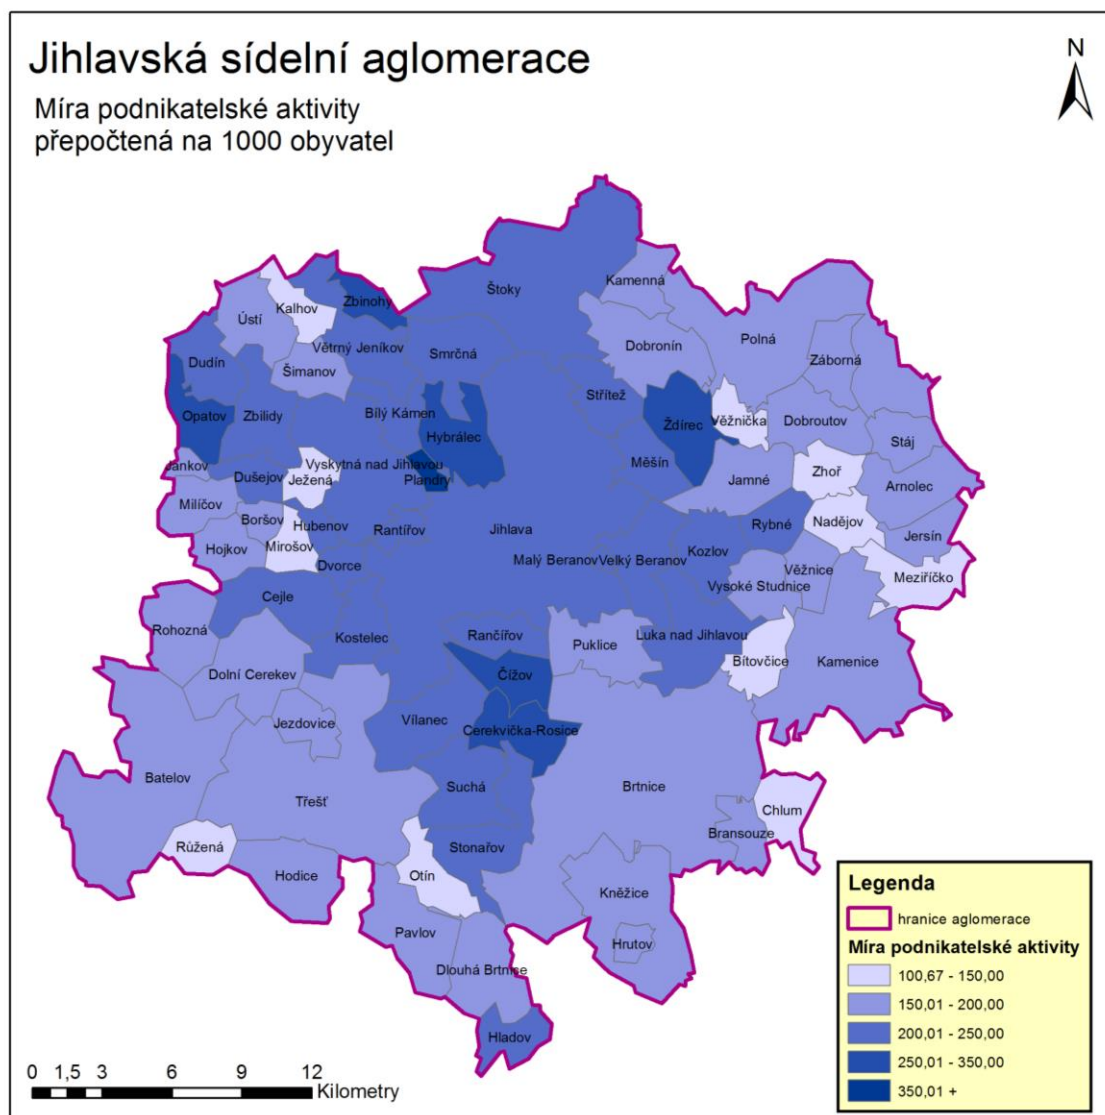 Jihlavská sídelní aglomerace
N
Míra podnikatelské aktivity
přepočtená na 1000 obyvatel
Štoky
Kamenná
Kalhov
Zbinohy
Ústí
Polná
Větrný Jeníkov
Smrčná
Dobronín
Záborná
Dudín
Šimanov
Střítež
Opatov
Zbilidy
Bílý Kámen
Hybrálec
Ždírec
Věžnička
Dobroutov
Stáj
Jankov
Dušejov
Ježená
Vyskytná nad Jihlavou
Plandry
Měšín
Jamné
Zhoř
Arnolec
Milíčov
Boršov
Hubenov
Rantířov
Jihlava
Rybné
Nadějov
Jersín
Hojkov
Mirošov
Dvorce
Malý Beranov
Velký Beranov
Kozlov
Věžnice
Meziříčko
Vysoké Studnice
Cejle
Rohozná
Kostelec
Rančířov
Puklice
Luka nad Jihlavou
Bítovčice
Kamenice
Dolní Cerekev
Čížov
Jezdovice
Vílanec
Cerekvička-Rosice
Batelov
Třešť
Suchá
Brtnice
Chlum
Bransouze
Růžená
Stonařov
Hodice
Otín
Kněžice
Pavlov
Hrutov
Dlouhá Brtnice
Hladov
Legenda
hranice aglomerace
Míra podnikatelské aktivity
100,67 - 150,00
150,01 - 200,00
200,01 - 250,00
250,01 - 350,00
350,01 +
0 1,5 3 6 9 12
Kilometry